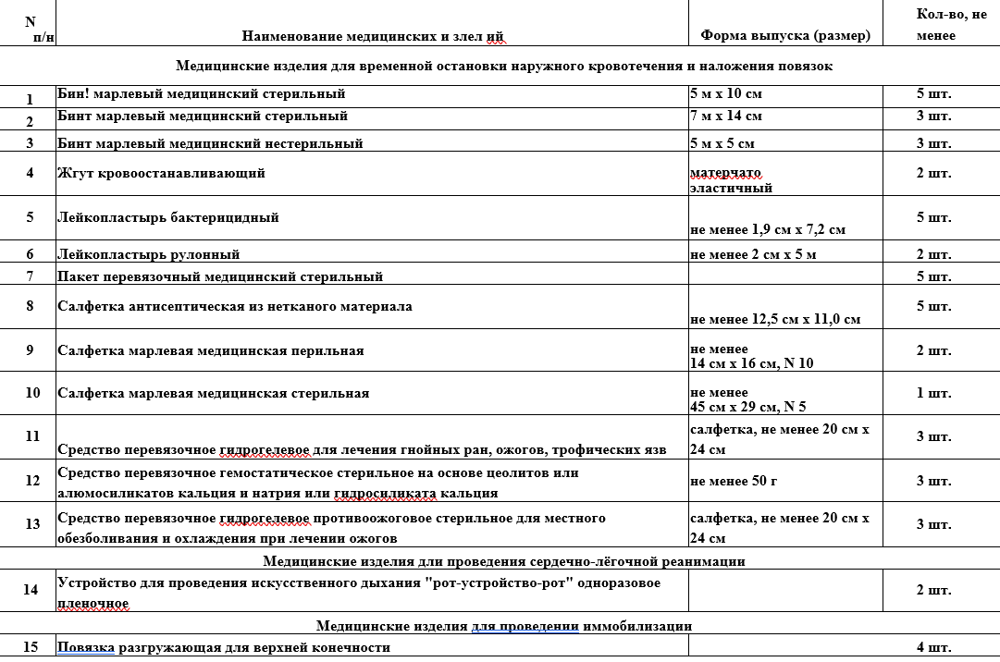 N
п/н
Наименование медицинских и злел ий
Форма выпуска (размер)
Кол-во, не
менее
Медицинские изделия для временной остановки наружного кровотечения и наложения повязок
1 Бин! марлевый медицинский стерильный 5 м x 10 см 5 шт.
2 Бинт марлевый медицинский стерильный 7 м x 14 см 3 шт.
3 Бинт марлевый медицинский нестерильный 5 м x 5 см 3 шт.
4 Жгут кровоостанавливающий матерчато 2 шт.
эластичный
5 Лейкопластырь бактерицидный 5 шт.
не менее 1,9 см x 7,2 см
6 Лейкопластырь рулонный не менее 2 см x 5 м 2 шт.
7 Пакет перевязочный медицинский стерильный 5 шт.
8 Салфетка антисептическая из нетканого материала 5 шт.
не менее 12,5 см x 11,0 см
9 Салфетка марлевая медицинская перильная не менее 2 шт.
14 см x 16 см, N 10
10 Салфетка марлевая медицинская стерильная не менее 1 шт.
45 см x 29 см, N 5
11 салфетка, не менее 20 см x 3 шт.
Средство перевязочное гидрогелевое для лечения гнойных ран, ожогов, трофических язв 24 см
12 Средство перевязочное гемостатическое стерильное на основе цеолитов или не менее 50 г 3 шт.
алюмосиликатов кальция и натрия или гидросиликата кальция
13 Средство перевязочное гидрогелевое противоожоговое стерильное для местного салфетка, не менее 20 см x 3 шт.
обезболивания и охлаждения при лечении ожогов 24 см
Медицинские изделия дли проведения сердечно-лёгочной реанимации
14 Устройство для проведения искусственного дыхания "рот-устройство-рот" одноразовое 2 шт.
пленочное
Медицинские изделия для проведении иммобилизации
15 Повязка разгружающая для верхней конечности 4 шт.